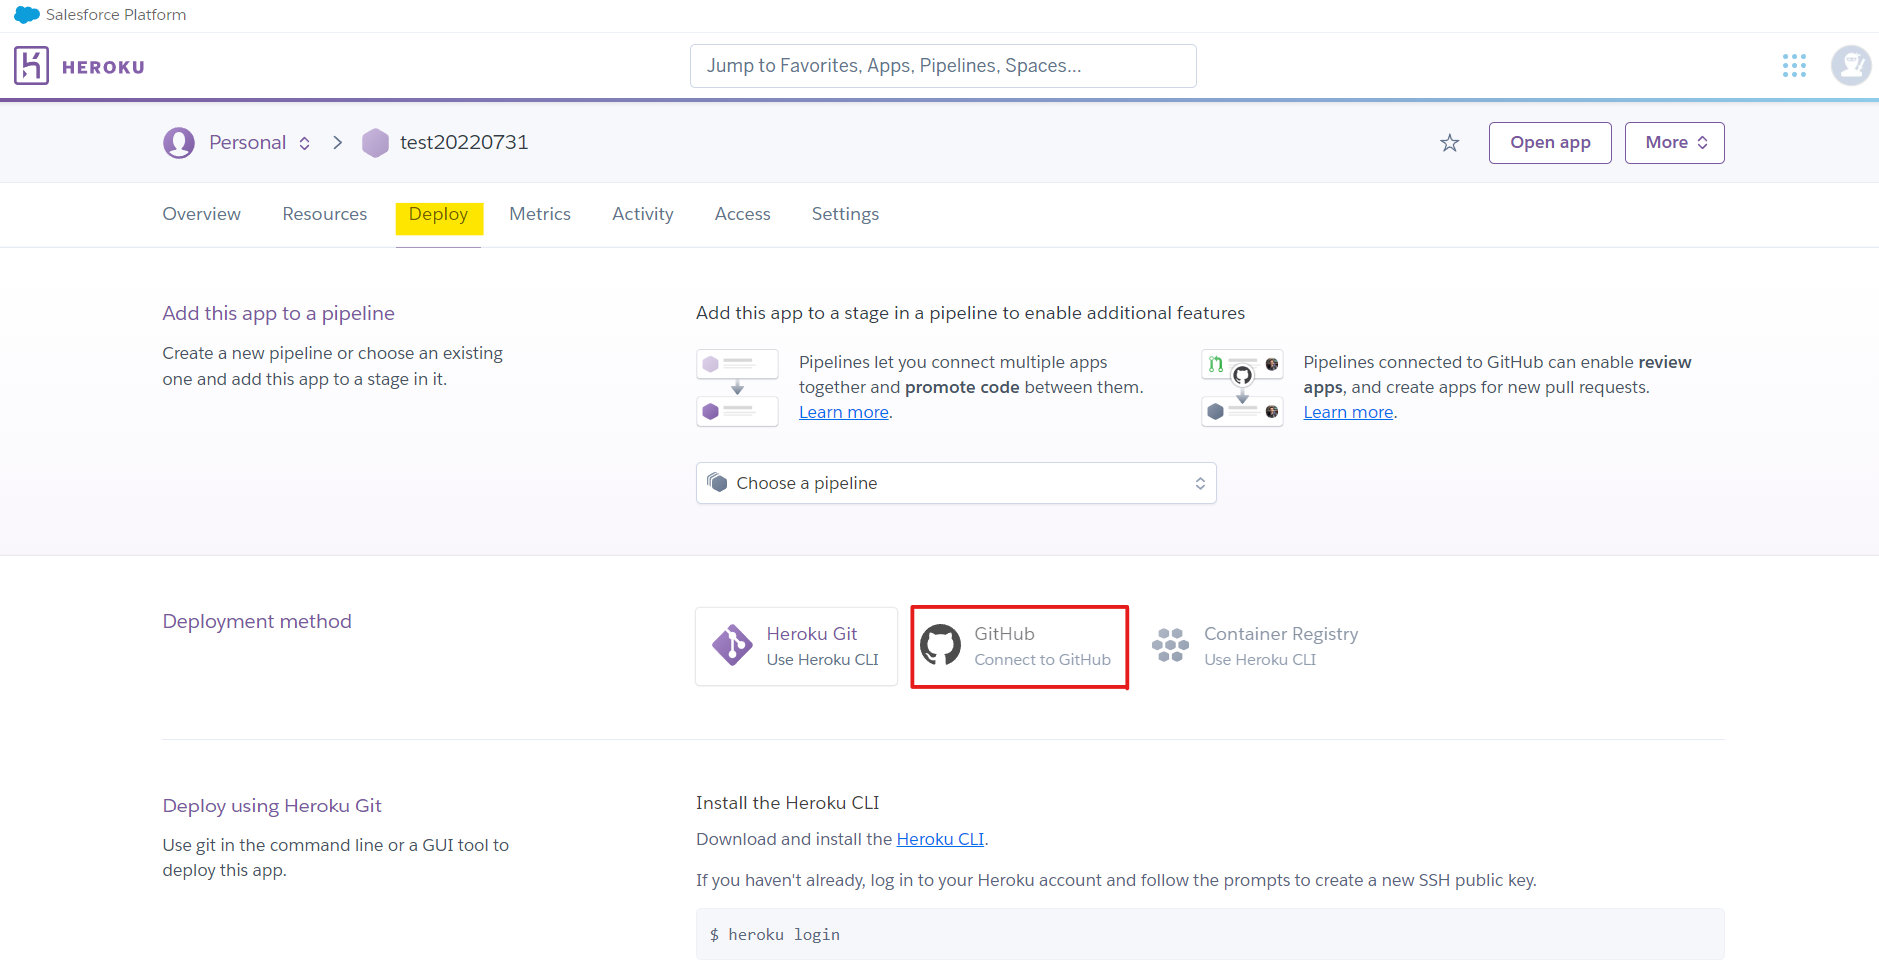 Salesforce Platform
HEROKU
Jump to Favorites, Apps, Pipelines, Spaces...
Personal
test20220731
Open app
More
Overview
Resources
Deploy
Metrics
Activity
Access
Settings
Add this app to a pipeline
Create a new pipeline or choose an existing
one and add this app to a stage in it.
Add this app to a stage in a pipeline to enable additional features
Pipelines let you connect multiple apps
together and promote code between them.
Learn more.
Pipelines connected to GitHub can enable review
apps, and create apps for new pull requests.
Learn more.
Choose a pipeline
Deployment method
Heroku Git
Use Heroku CLI
GitHub
Connect to GitHub
Container Registry
Use Heroku CLI
Deploy using Heroku Git
Use git in the command line or a GUI tool to
deploy this app.
Install the Heroku CLI
Download and install the Heroku CLI.
If you haven't already, log in to your Heroku account and follow the prompts to create a new SSH public key.
$ heroku login